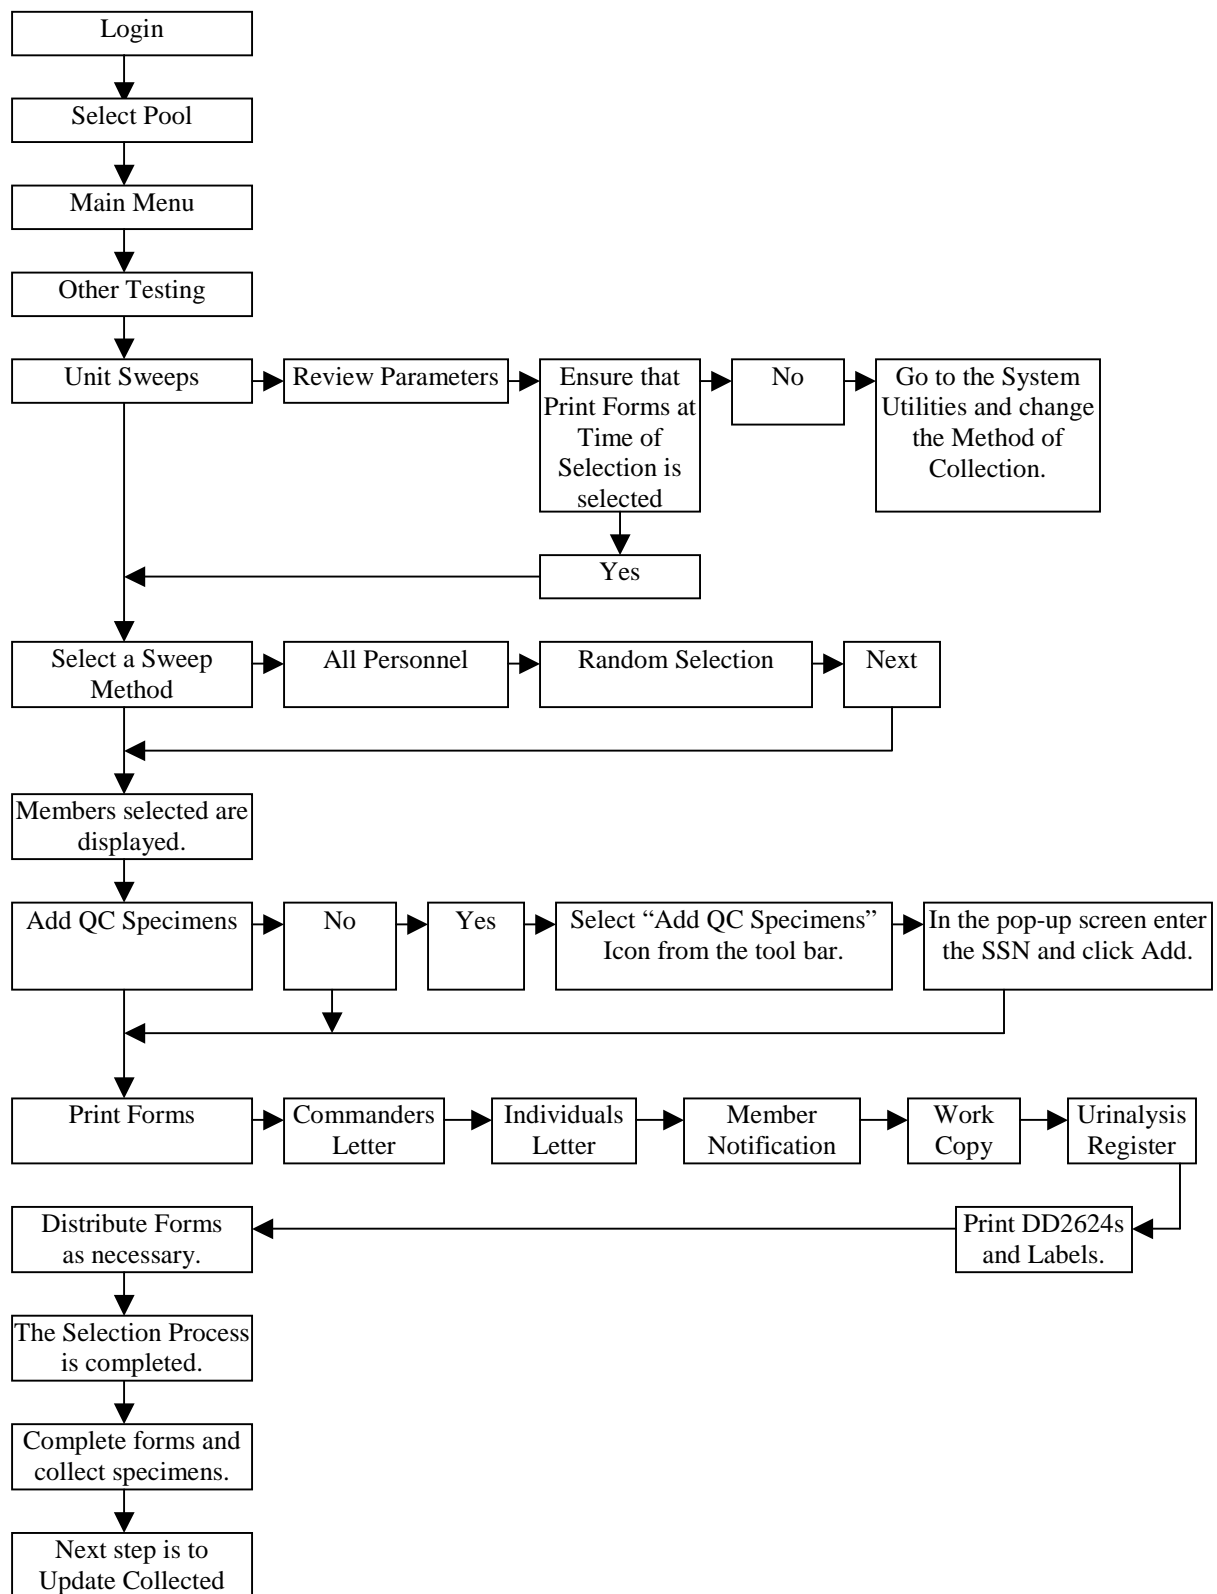 Login
Select Pool
Main Menu
Other Testing
Unit Sweeps
Review Parameters
Ensure that
Print Forms at
Time of
Selection is
selected
No
Go to the System
Utilities and change
the Method of
Collection.
Yes
Select a Sweep
Method
All Personnel
Random Selection
Next
Members selected are
displayed.
Add QC Specimens
No
Yes
Select “Add QC Specimens”
Icon from the tool bar.
In the pop-up screen enter
the SSN and click Add.
Print Forms
Commanders
Letter
Individuals
Letter
Member
Notification
Work
Copy
Urinalysis
Register
Print DD2624s
and Labels.
Distribute Forms
as necessary.
The Selection Process
is completed.
Complete forms and
collect specimens.
Next step is to
Update Collected